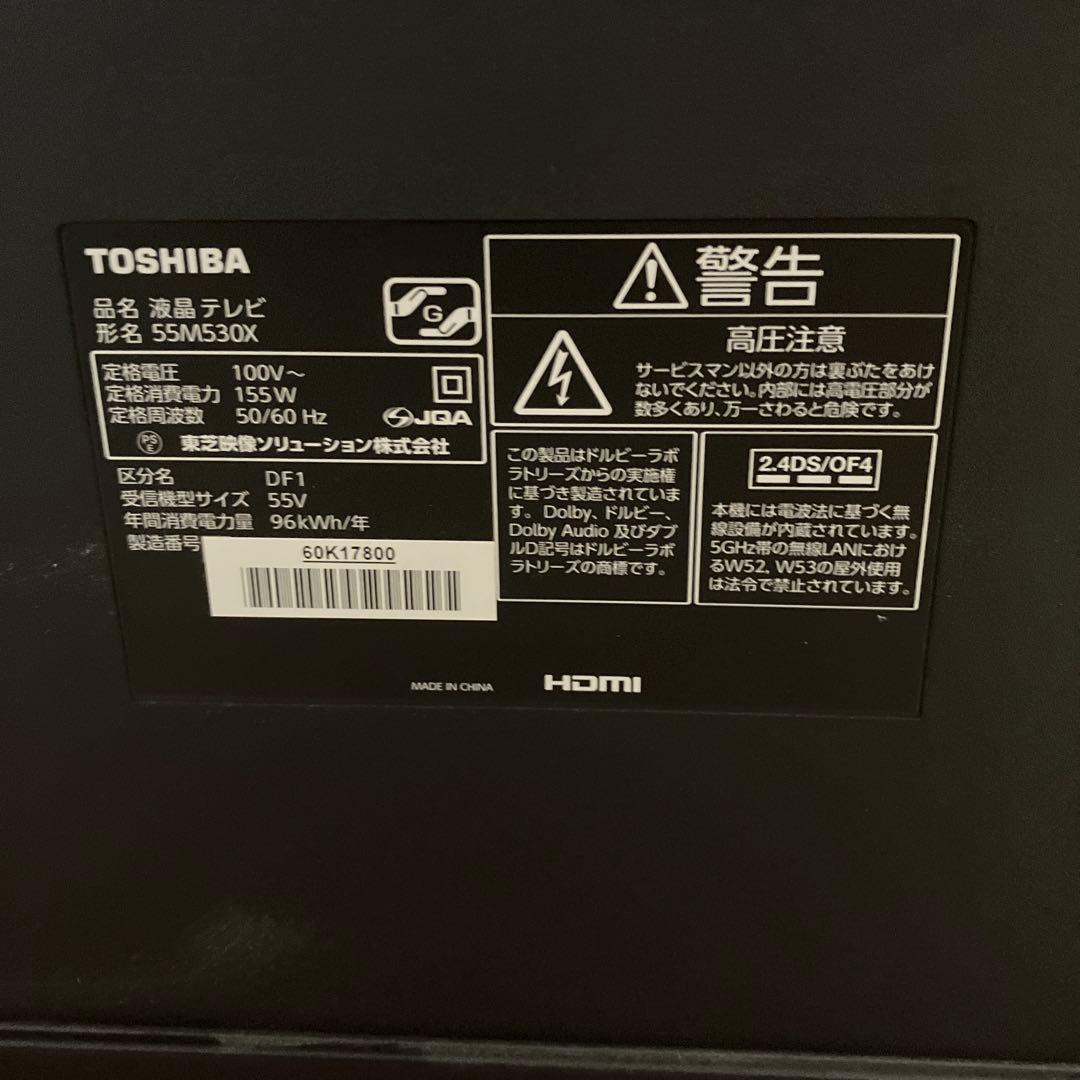 TOSHIBA
品名 液晶テレビ
形名 55M530X
G
定格電圧 100V～
定格消費電力 155W
定格周波数 50/60 Hz
JQA
PS
E
東芝映像ソリューション株式会社
区分名 DF1
受信機型サイズ 55V
年間消費電力量 96kWh/年
製造番号
60K17800
警告
高圧注意
サービスマン以外の方は裏ぶたをあけ
ないでください。内部には高電圧部分が
数多くあり、万一さわると危険です。
この製品はドルビーラボ
ラトリーズからの実施権
に基づき製造されていま
す。Dolby、ドルビー、
Dolby Audio 及びダブ
ルD記号はドルビーラボ
ラトリーズの商標です。
2.4DS/OF4
本機には電波法に基づく無
線設備が内蔵されています。
5GHz帯の無線LANにおけ
るW52, W53の屋外使用
は法令で禁止されています。
MADE IN CHINA
HDMI